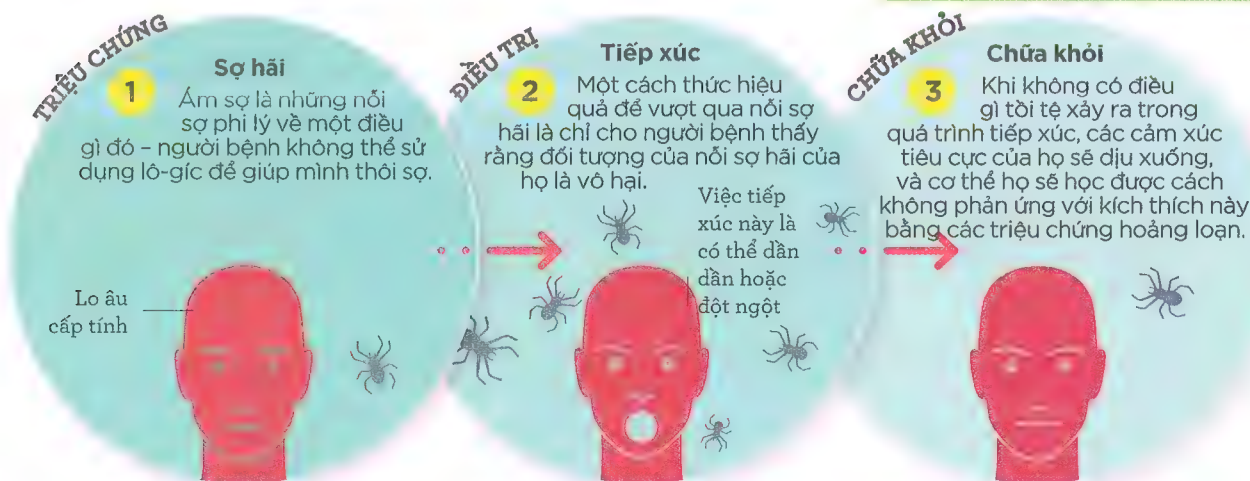 TRIỆU CHỨNG
1
Sợ hãi
Ám sợ là những nỗi
sợ phi lý về một điều
gì đó – người bệnh không thể sử
dụng lô-gíc để giúp mình thôi sợ.
Lo âu
cấp tính
ĐIỀU TRỊ
2
Tiếp xúc
Một cách thức hiệu
quả để vượt qua nỗi sợ
hãi là chỉ cho người bệnh thấy
rằng đối tượng của nỗi sợ hãi của
họ là vô hại.
Việc tiếp
xúc này là
có thể dần
dần hoặc
đột ngột
CHỮA KHỎI
3
Chữa khỏi
Khi không có điều
gì tồi tệ xảy ra trong
quá trình tiếp xúc, các cảm xúc
tiêu cực của họ sẽ dịu xuống,
và cơ thể họ sẽ học được cách
không phản ứng với kích thích này
bằng các triệu chứng hoảng loạn.